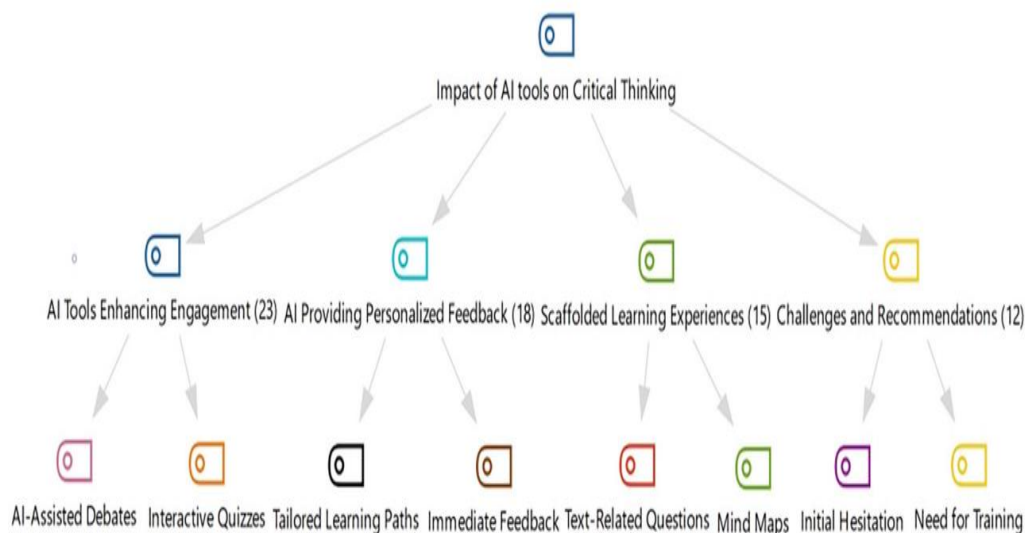 Impact of AI tools on Critical Thinking
AI Tools Enhancing Engagement (23)
AI Providing Personalized Feedback (18)
Scaffolded Learning Experiences (15)
Challenges and Recommendations (12)
AI-Assisted Debates
Interactive Quizzes
Tailored Learning Paths
Immediate Feedback
Text-Related Questions
Mind Maps
Initial Hesitation
Need for Training